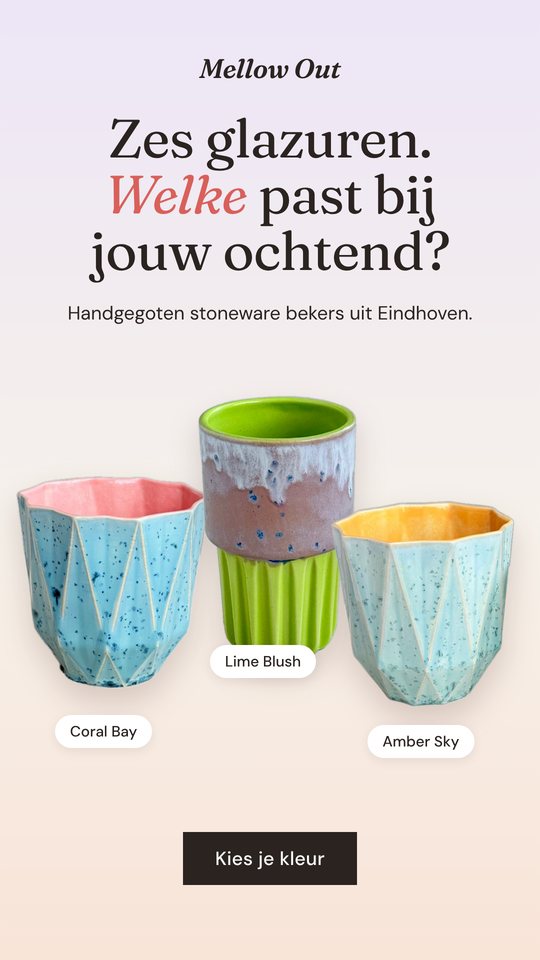 Mellow Out
Zes glazuren.
Welke past bij
jouw ochtend?
Handgegoten stoneware bekers uit Eindhoven.
Lime Blush
Coral Bay
Amber Sky
Kies je kleur